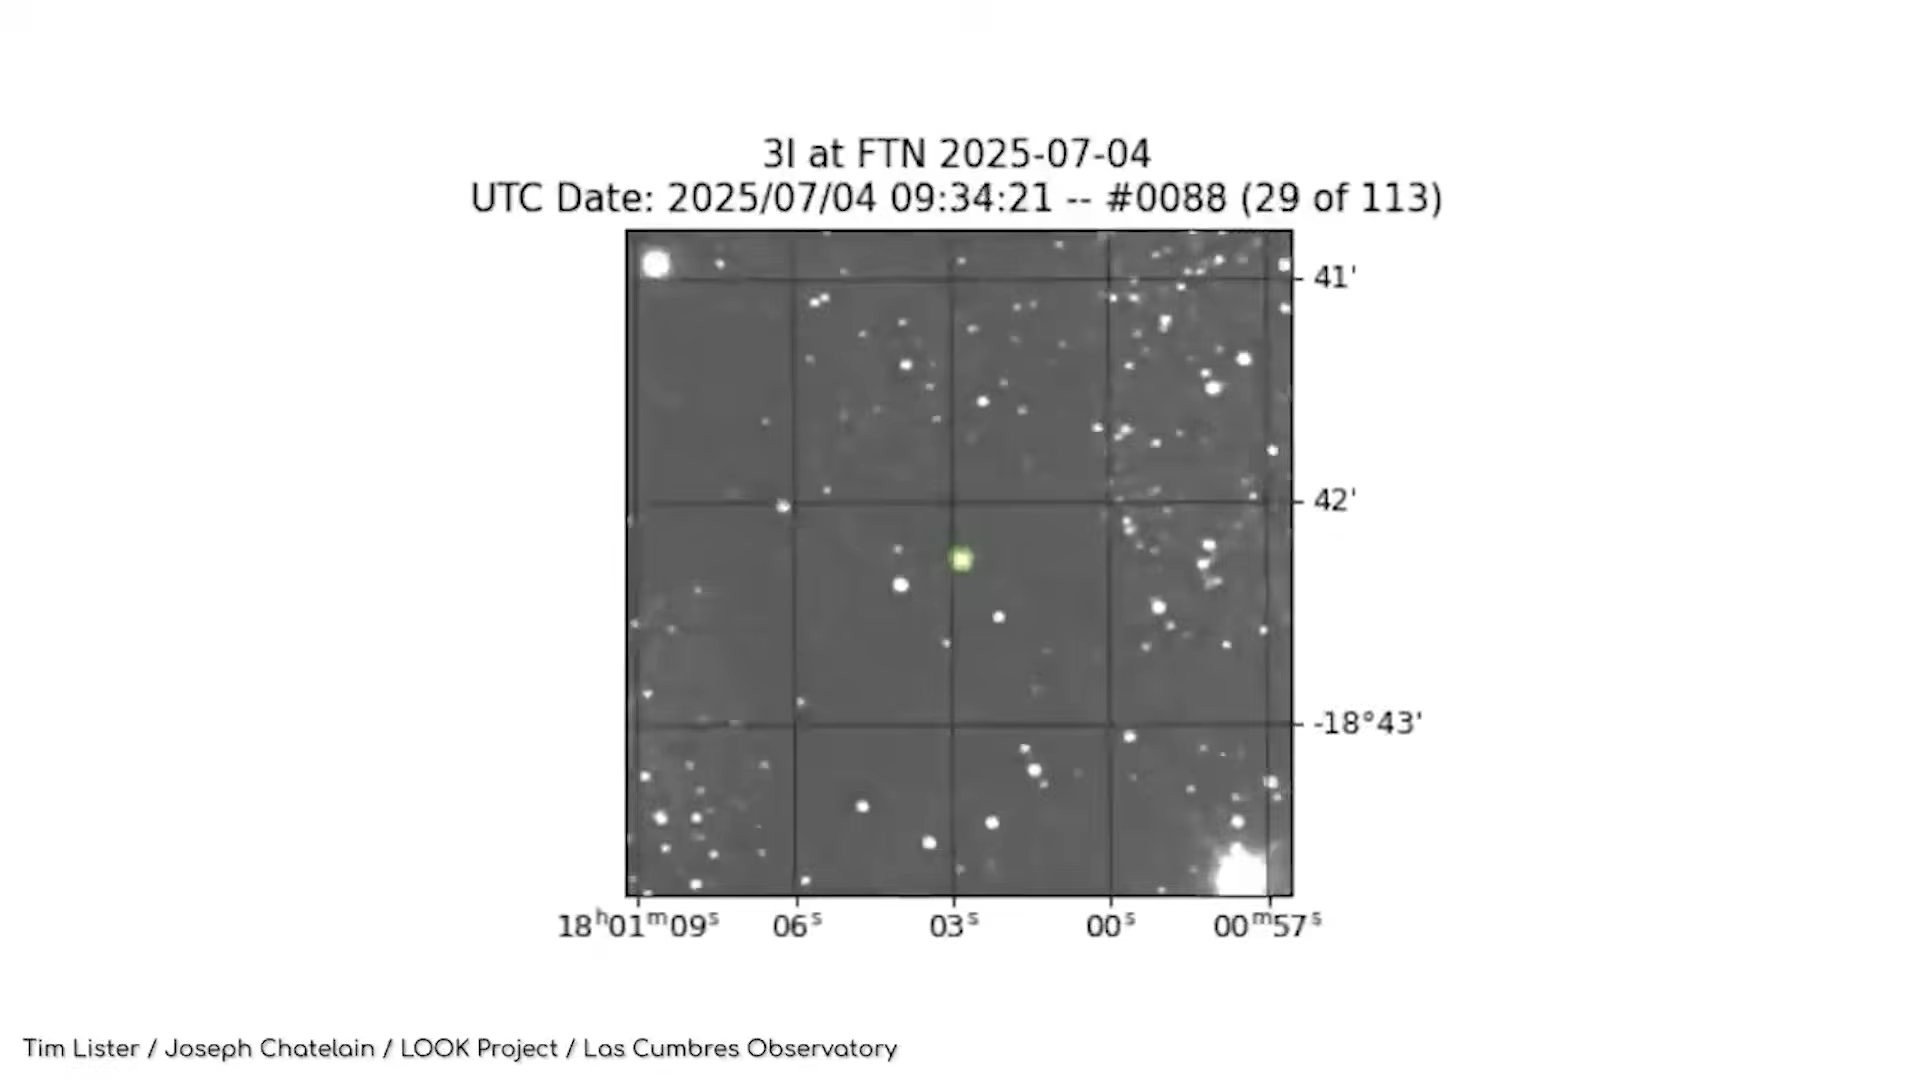 3I at FTN 2025-07-04
UTC Date: 2025/07/04 09:34:21 -- #0088 (29 of 113)
41'
42'
-18°43'
18ʰ01ᵐ09ˢ 06ˢ 03ˢ 00ˢ 00ᵐ57ˢ
Tim Lister / Joseph Chatelain / LOOK Project / Las Cumbres Observatory